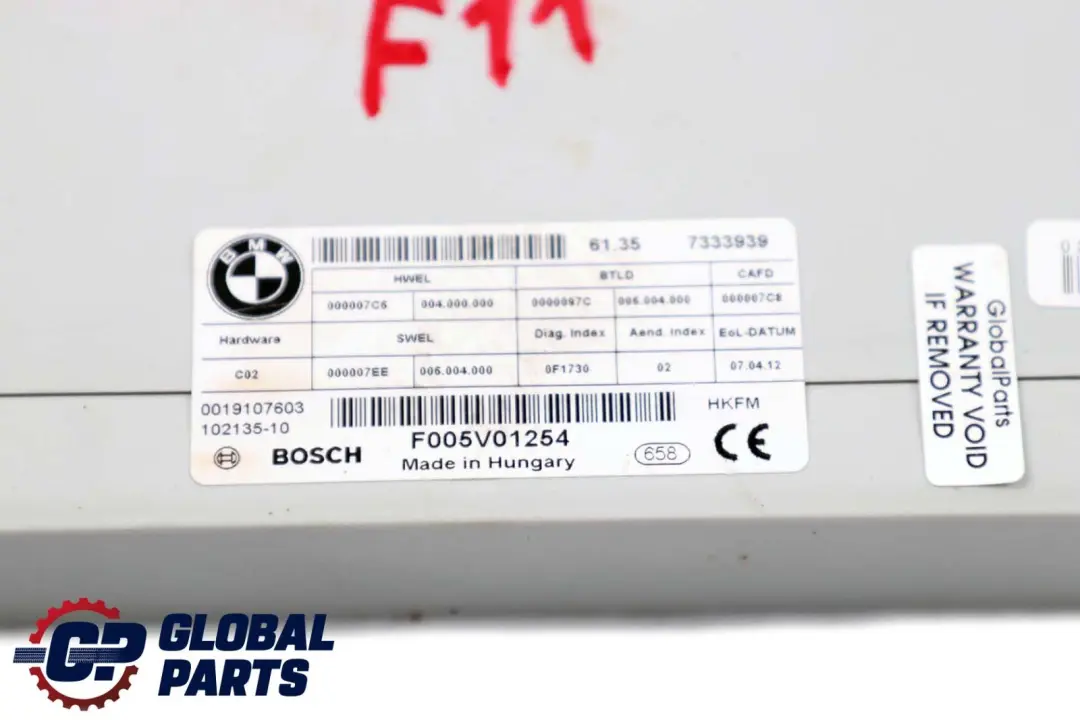 F11
BMW
61.35 7333939
HWEL BTLD CAFD
000007C6 004.000.000 0000097C 006.004.000 000007C8
Hardware SWEL Diag. Index Aend. Index EoL-DATUM
C02 000007EE 006.004.000 0F1730 02 07.04.12
0019107603
102135-10
HKFM
BOSCH
F005V01254
Made in Hungary
658
CE
GlobalParts
WARRANTY VOID
IF REMOVED
GP GLOBAL
PARTS